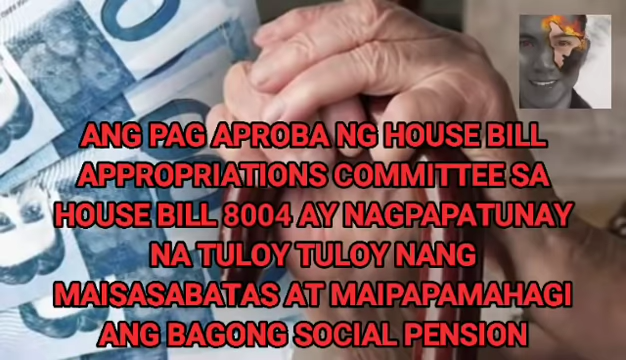 ANG PAG APROBA NG HOUSE BILL
APPROPRIATIONS COMMITTEE SA
HOUSE BILL 8004 AY NAGPAPATUNAY
NA TULOY TULOY NANG
MAISASABATAS AT MAIPAPAMAHAGI
ANG BAGONG SOCIAL PENSION